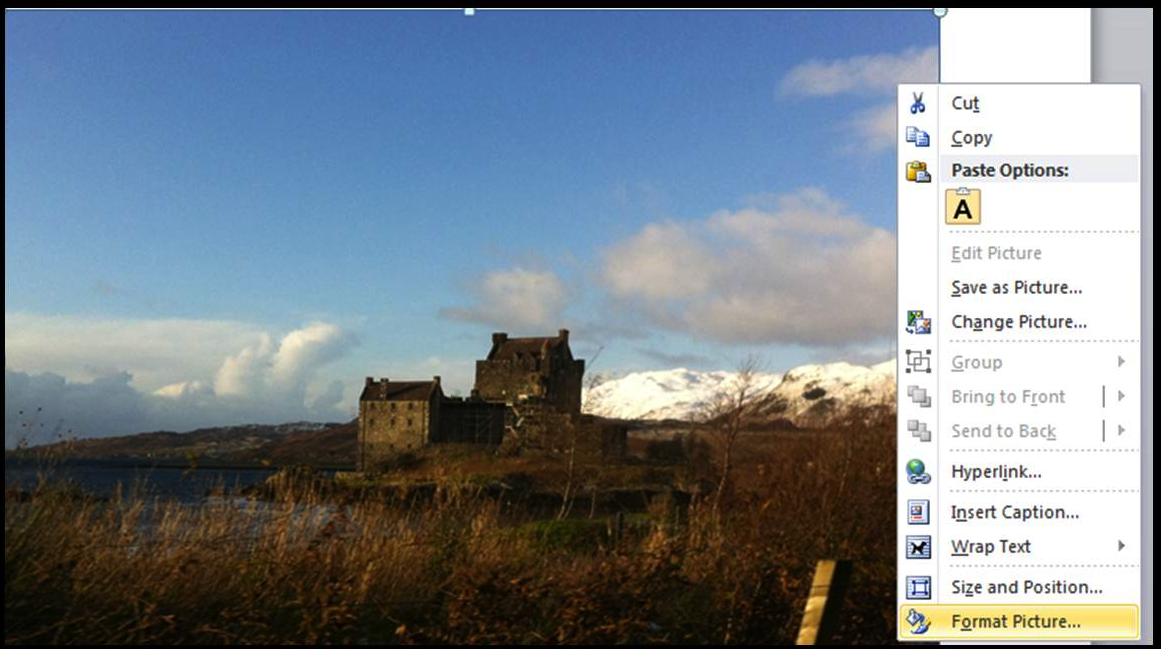 Cut
Copy
Paste Options:
A
Edit Picture
Save as Picture...
Change Picture...
Group
Bring to Front
Send to Back
Hyperlink...
Insert Caption...
Wrap Text
Size and Position...
Format Picture...